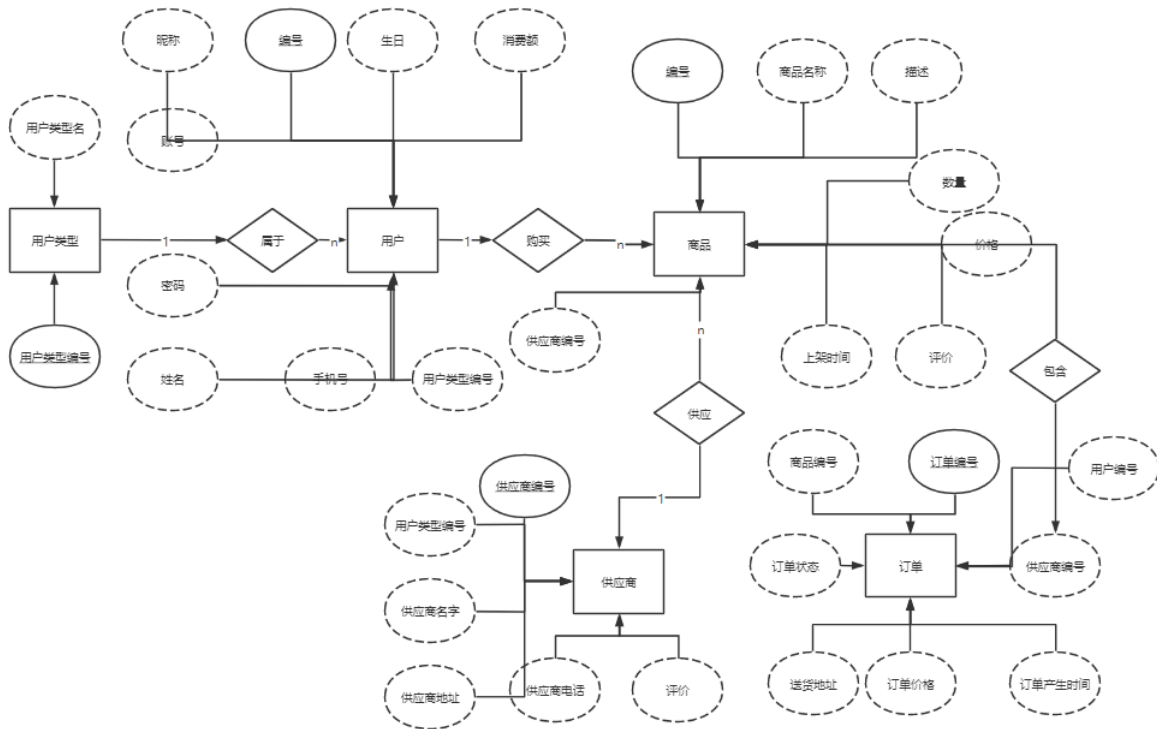 昵称
编号
生日
消费额
编号
商品名称
描述
用户类型名
账号
数量
用户类型
1
属于
n
用户
1
购买
n
商品
价格
密码
供应商编号
n
上架时间
评价
用户类型编号
姓名
手机号
用户类型编号
包含
供应
商品编号
订单编号
用户编号
供应商编号
1
用户类型编号
订单状态
订单
供应商编号
供应商
供应商名字
供应商地址
供应商电话
评价
送货地址
订单价格
订单产生时间